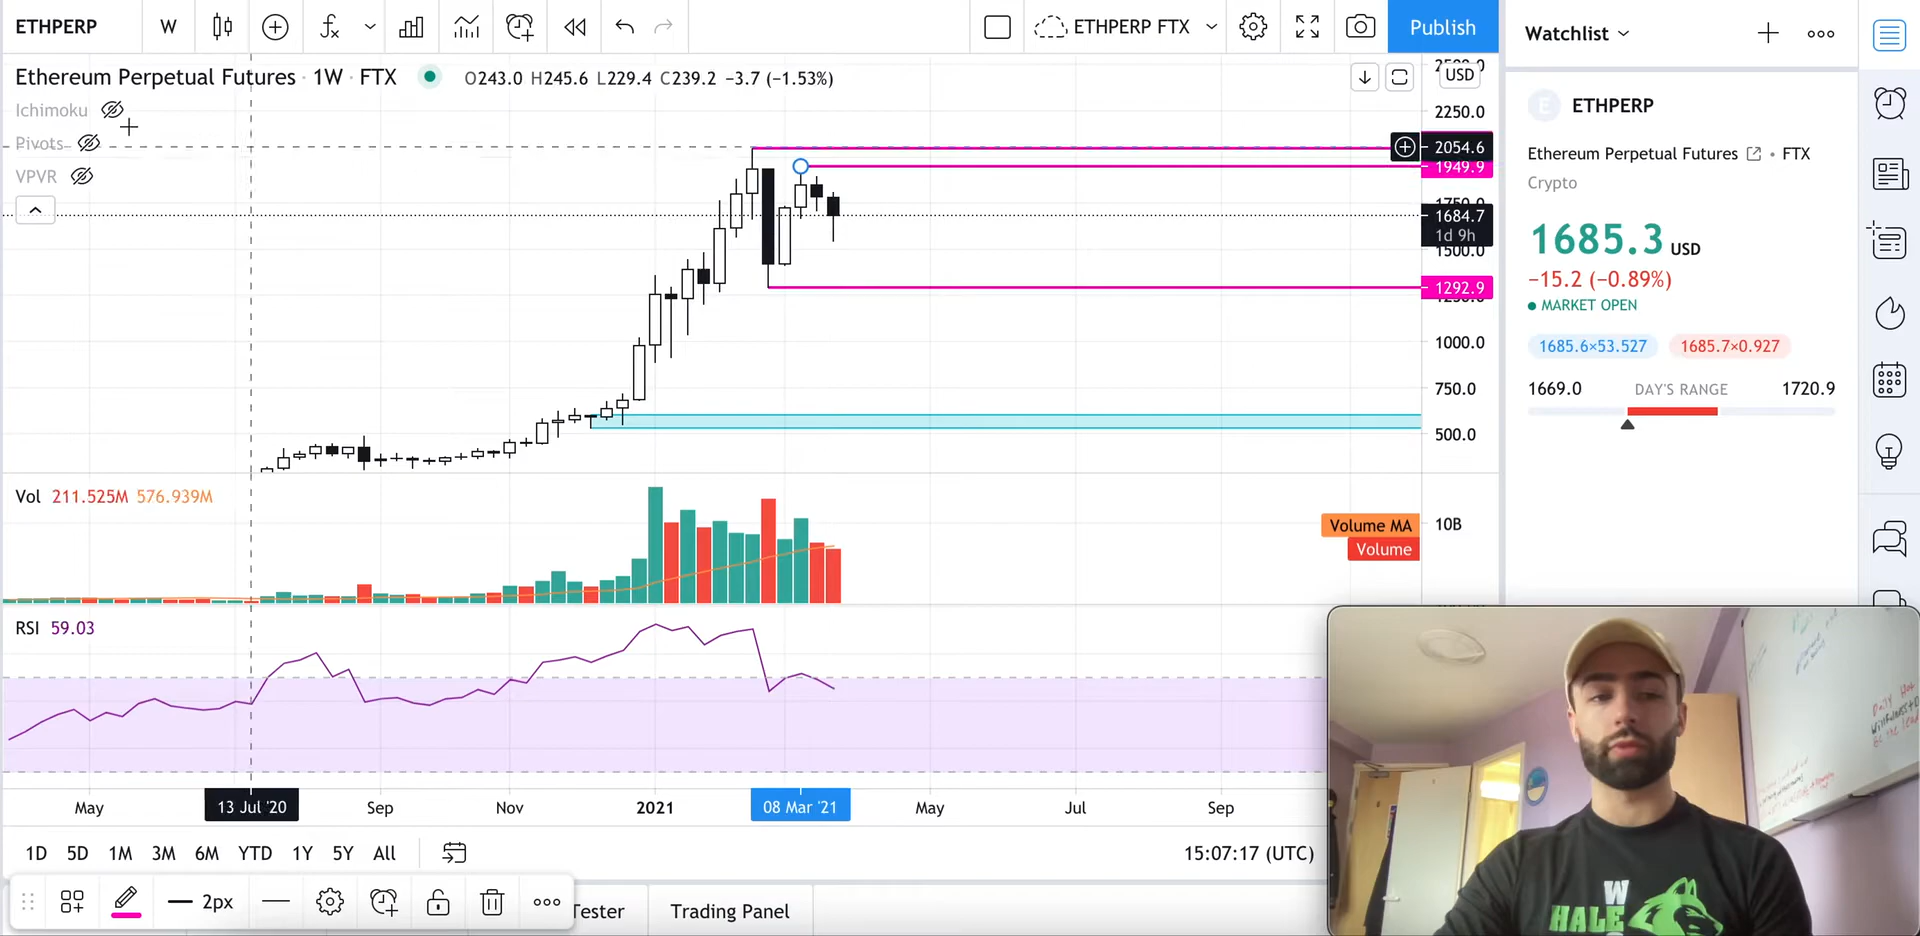 ETHPERP W ETHPERP FTX Publish
Watchlist
Ethereum Perpetual Futures · 1W · FTX O243.0 H245.6 L229.4 C239.2 −3.7 (−1.53%)
Ichimoku
Pivots
VPVR
USD
2250.0
2054.6
1949.9
1684.7
1d 9h
1500.0
1292.9
1000.0
750.0
500.0
ETHPERP
Ethereum Perpetual Futures • FTX
Crypto
1685.3 USD
−15.2 (−0.89%)
MARKET OPEN
1685.6×53.527 1685.7×0.927
1669.0 DAY'S RANGE 1720.9
Vol 211.525M 576.939M
Volume MA 10B
Volume
RSI 59.03
May 13 Jul '20 Sep Nov 2021 08 Mar '21 May Jul Sep
1D 5D 1M 3M 6M YTD 1Y 5Y All 15:07:17 (UTC)
2px Tester Trading Panel
W
HALE